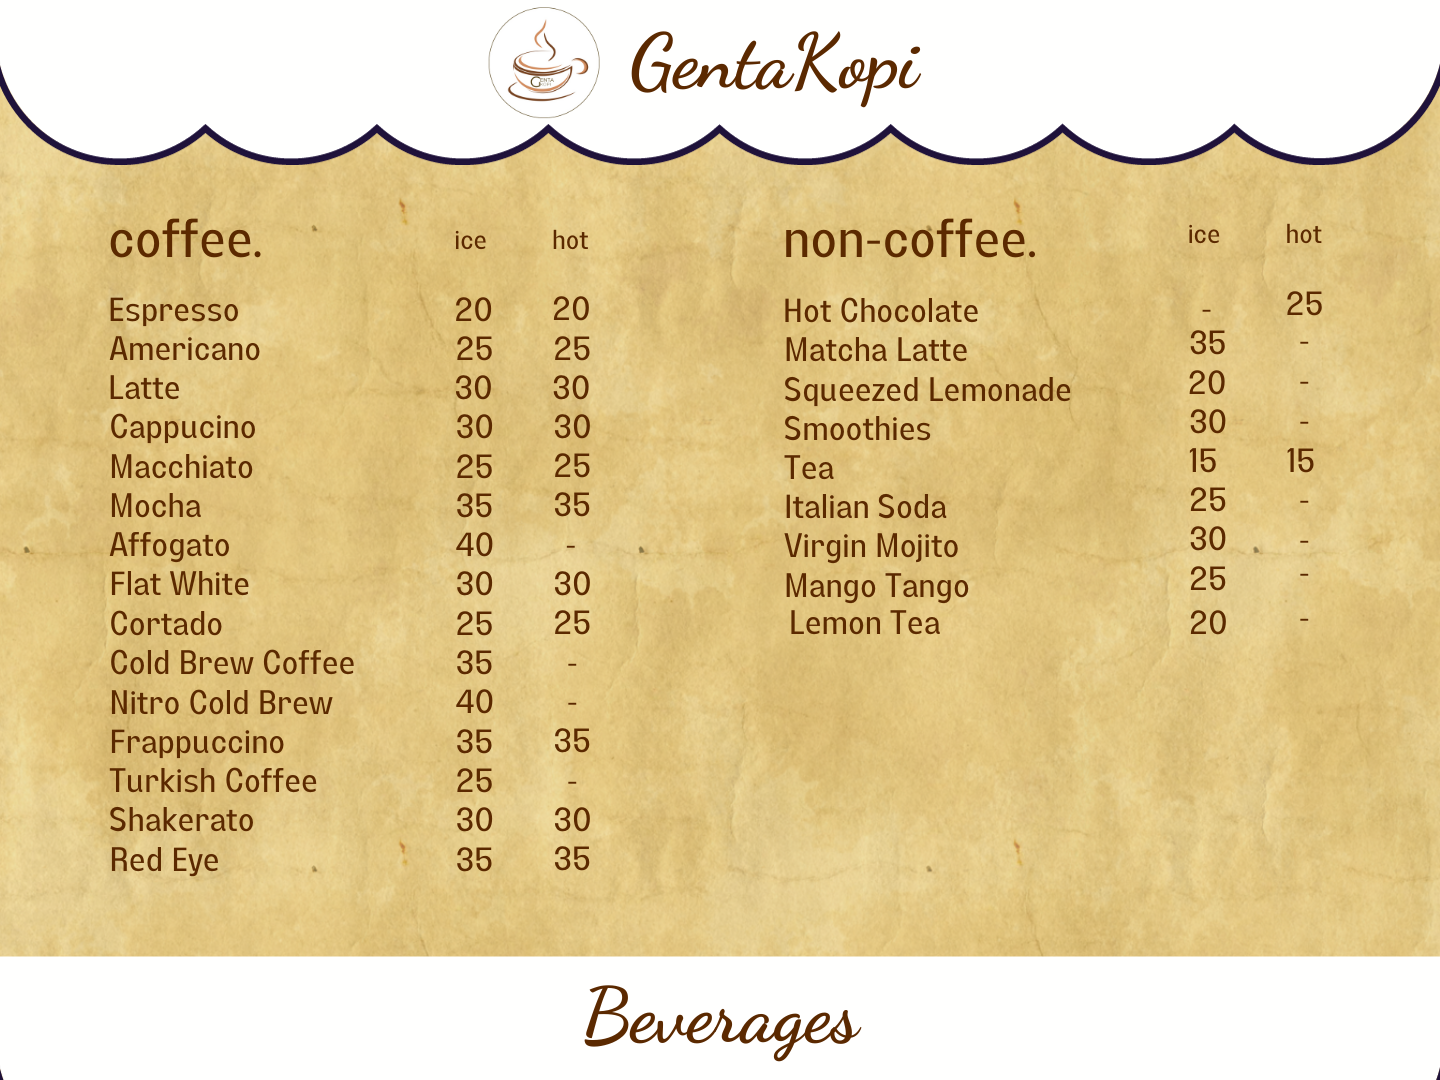 GentaKopi
coffee. ice hot
Espresso 20 20
Americano 25 25
Latte 30 30
Cappucino 30 30
Macchiato 25 25
Mocha 35 35
Affogato 40 -
Flat White 30 30
Cortado 25 25
Cold Brew Coffee 35 -
Nitro Cold Brew 40 -
Frappuccino 35 35
Turkish Coffee 25 -
Shakerato 30 30
Red Eye 35 35
non-coffee. ice hot
Hot Chocolate - 25
Matcha Latte 35 -
Squeezed Lemonade 20 -
Smoothies 30 -
Tea 15 15
Italian Soda 25 -
Virgin Mojito 30 -
Mango Tango 25 -
Lemon Tea 20 -
Beverages